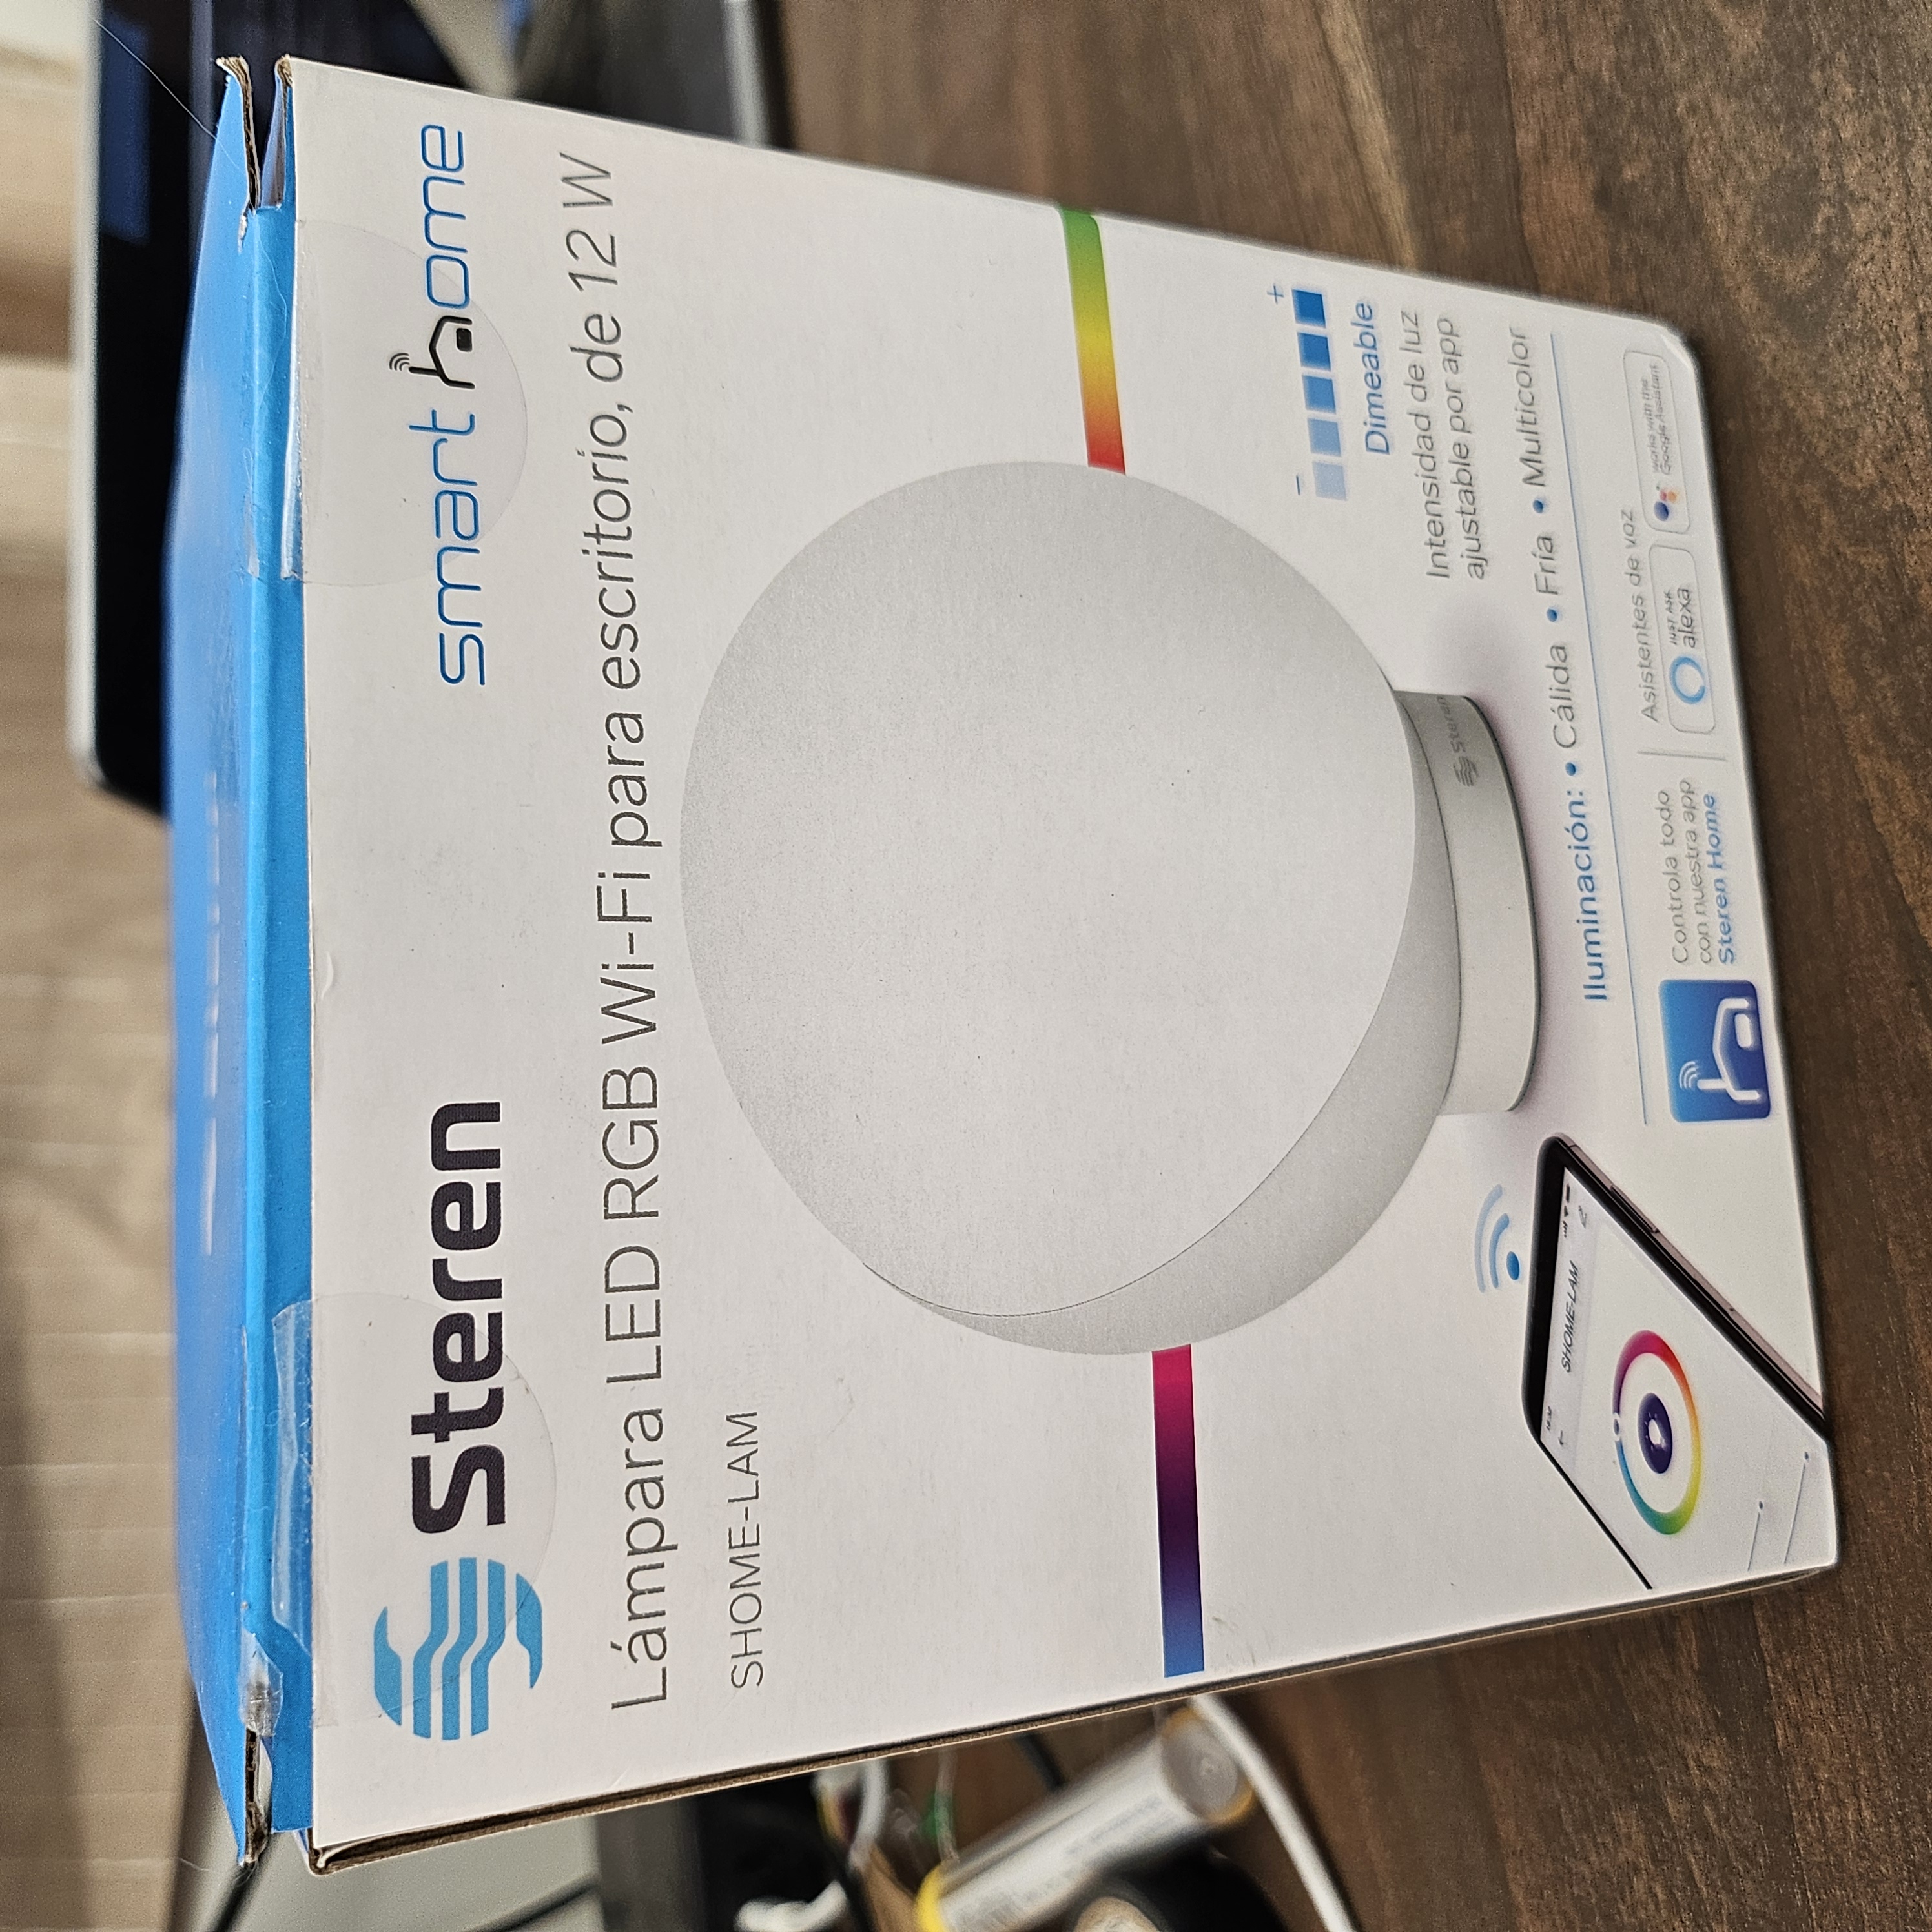 Steren
smart home
Lámpara LED RGB Wi-Fi para escritorio, de 12 W
SHOME-LAM
- +
Dimeable
Intensidad de luz
ajustable por app
Steren
Iluminación: • Cálida • Fría • Multicolor
SHOME-LAM
Controla todo
con nuestra app
Steren Home
Asistentes de voz
JUST ASK
alexa
works with the
Google Assistant